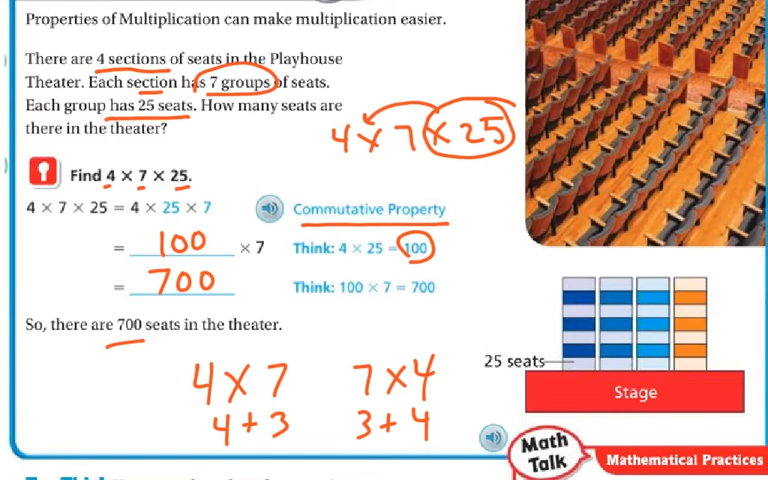 Properties of Multiplication can make multiplication easier.
There are 4 sections of seats in the Playhouse
Theater. Each section has 7 groups of seats.
Each group has 25 seats. How many seats are
there in the theater?
4 × 7 × 25
Find 4 × 7 × 25.
4 × 7 × 25 = 4 × 25 × 7 Commutative Property
= 100 × 7 Think: 4 × 25 = 100
= 700 Think: 100 × 7 = 700
So, there are 700 seats in the theater.
25 seats
Stage
4 × 7 7 × 4
4 + 3 3 + 4
Math
Talk
Mathematical Practices